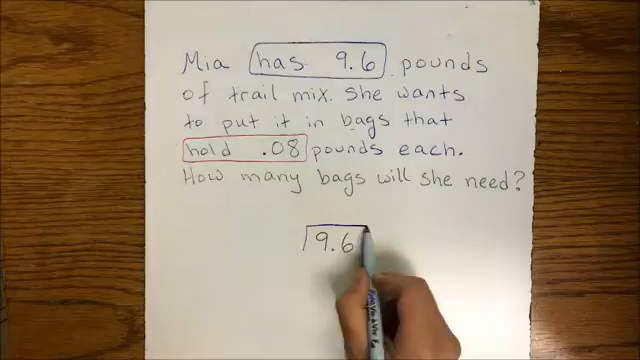 Mia has 9.6 pounds
of trail mix. She wants
to put it in bags that
hold .08 pounds each.
How many bags will she need?
9.6